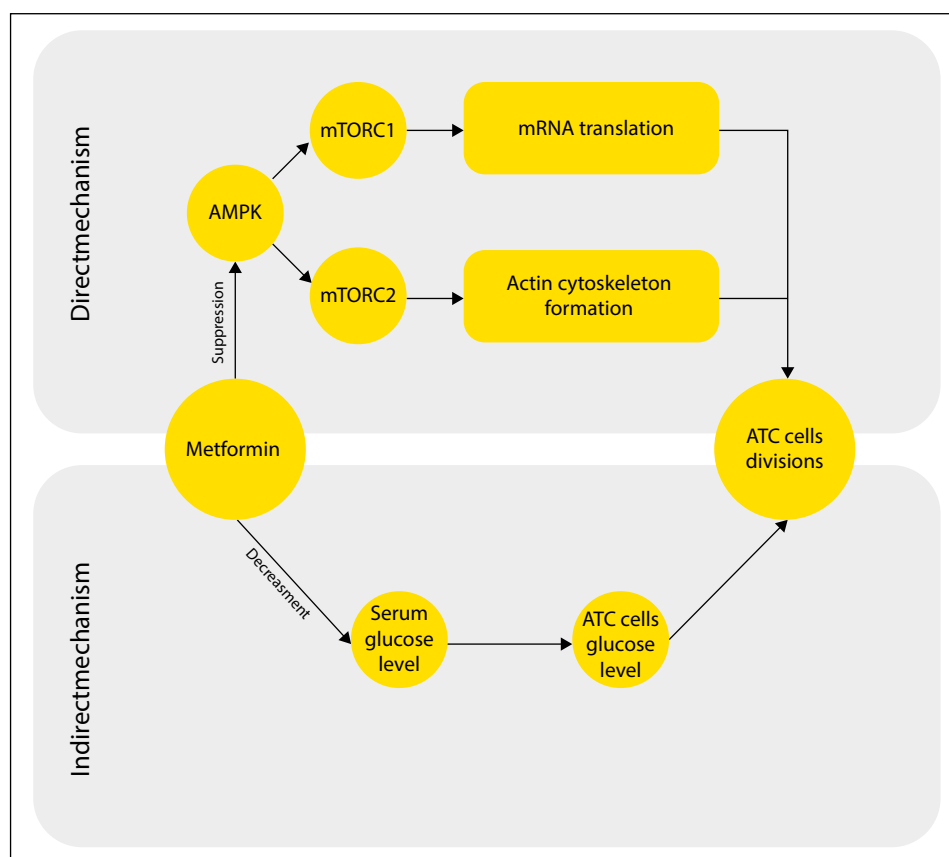 Directmechanism
mTORC1
mRNA translation
AMPK
mTORC2
Actin cytoskeleton
formation
Suppression
Metformin
ATC cells
divisions
Indirectmechanism
Decreasment
Serum
glucose
level
ATC cells
glucose
level